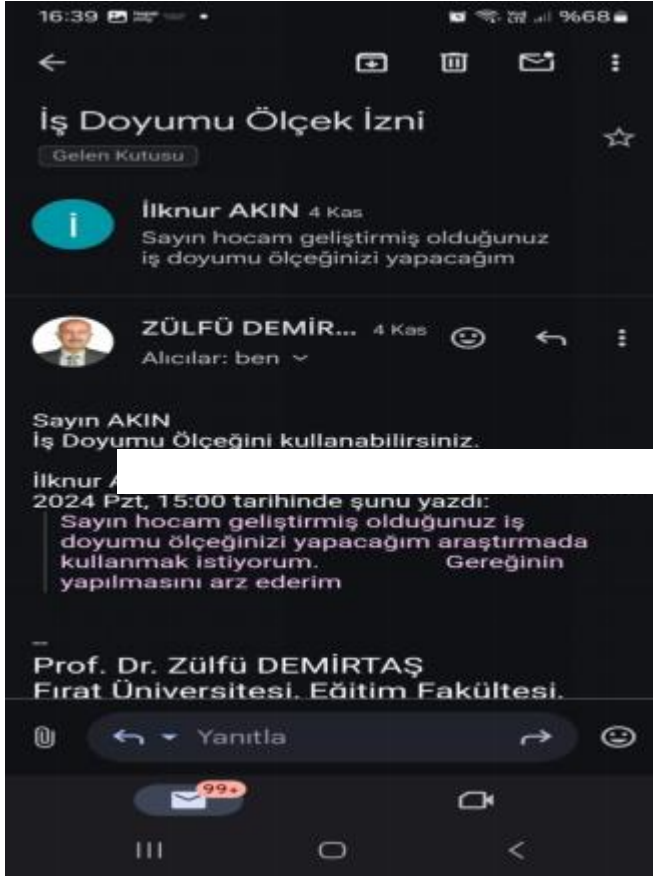 16:39 %68
İş Doyumu Ölçek İzni
Gelen Kutusu
İ
İlknur AKIN 4 Kas
Sayın hocam geliştirmiş olduğunuz
iş doyumu ölçeğinizi yapacağım
ZÜLFÜ DEMİR... 4 Kas
Alıcılar: ben
Sayın AKIN
İş Doyumu Ölçeğini kullanabilirsiniz.
İlknur
2024 Pzt, 15:00 tarihinde şunu yazdı:
Sayın hocam geliştirmiş olduğunuz iş
doyumu ölçeğinizi yapacağım araştırmada
kullanmak istiyorum. Gereğinin
yapılmasını arz ederim
--
Prof. Dr. Zülfü DEMİRTAŞ
Fırat Üniversitesi, Eğitim Fakültesi,
Yanıtla
99+